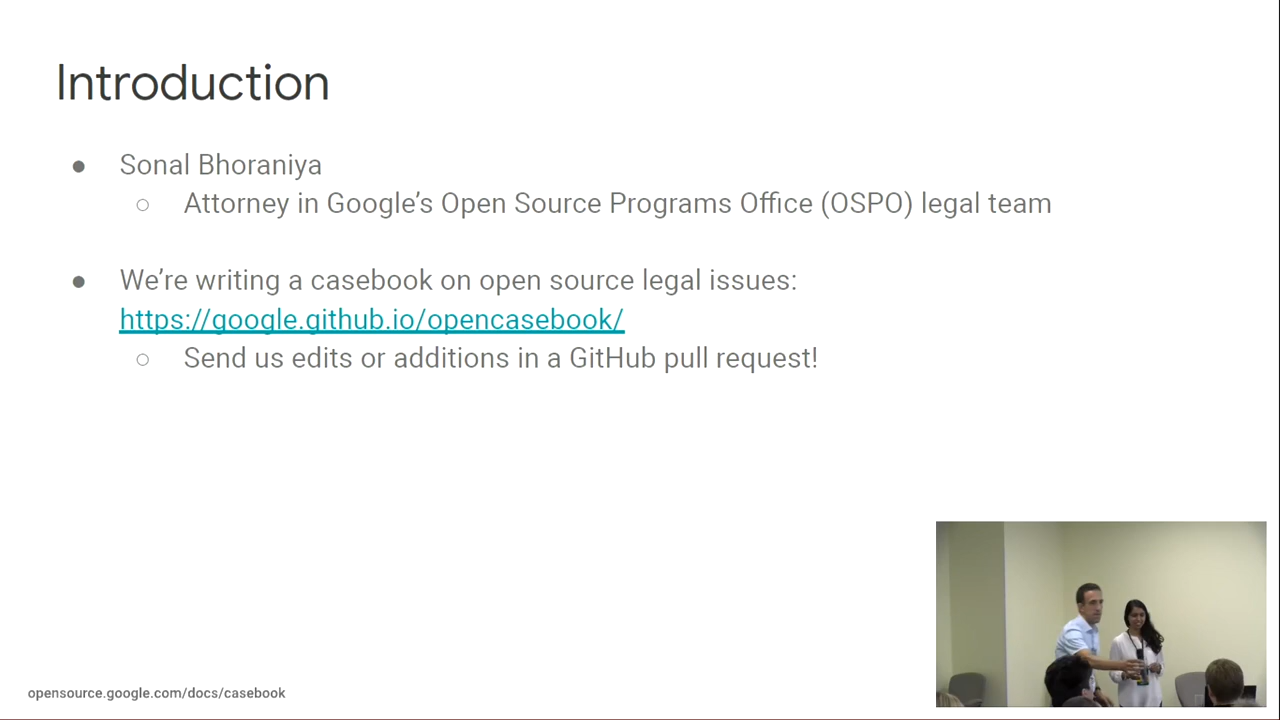 Introduction
● Sonal Bhoraniya
○ Attorney in Google’s Open Source Programs Office (OSPO) legal team
● We’re writing a casebook on open source legal issues:
https://google.github.io/opencasebook/
○ Send us edits or additions in a GitHub pull request!
opensource.google.com/docs/casebook